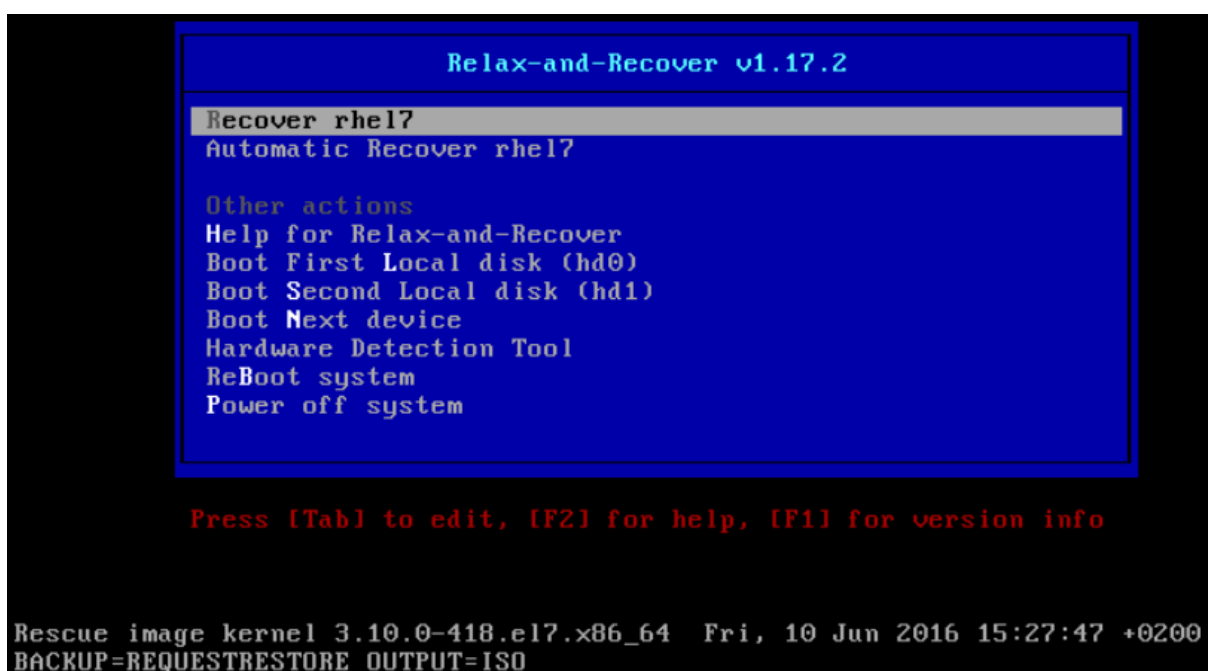 Relax-and-Recover v1.17.2
Recover rhel7
Automatic Recover rhel7
Other actions
Help for Relax-and-Recover
Boot First Local disk (hd0)
Boot Second Local disk (hd1)
Boot Next device
Hardware Detection Tool
ReBoot system
Power off system
Press [Tab] to edit, [F2] for help, [F1] for version info
Rescue image kernel 3.10.0-418.el7.x86_64  Fri, 10 Jun 2016 15:27:47 +0200
BACKUP=REQUESTRESTORE OUTPUT=ISO